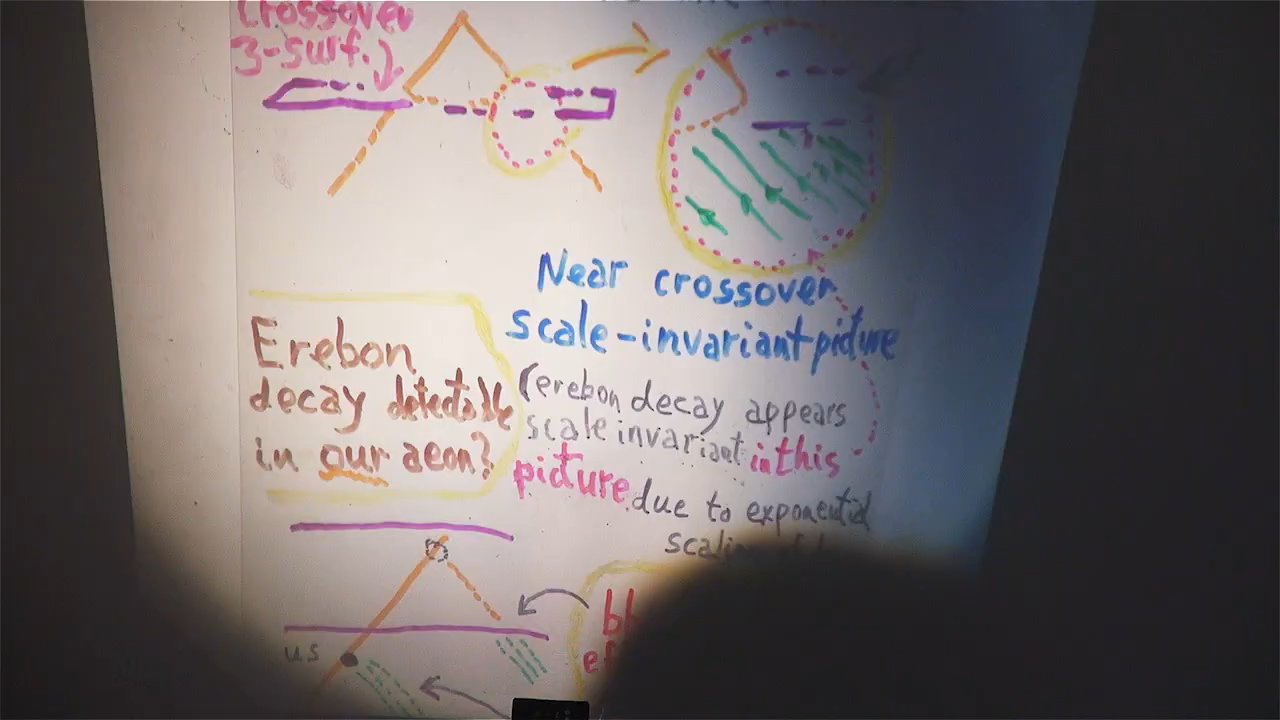 Crossover
3-surf.
Near crossover
scale-invariant picture
Erebon
decay detectable
in our aeon?
(erebon decay appears
scale invariant in this
picture due to exponential
us